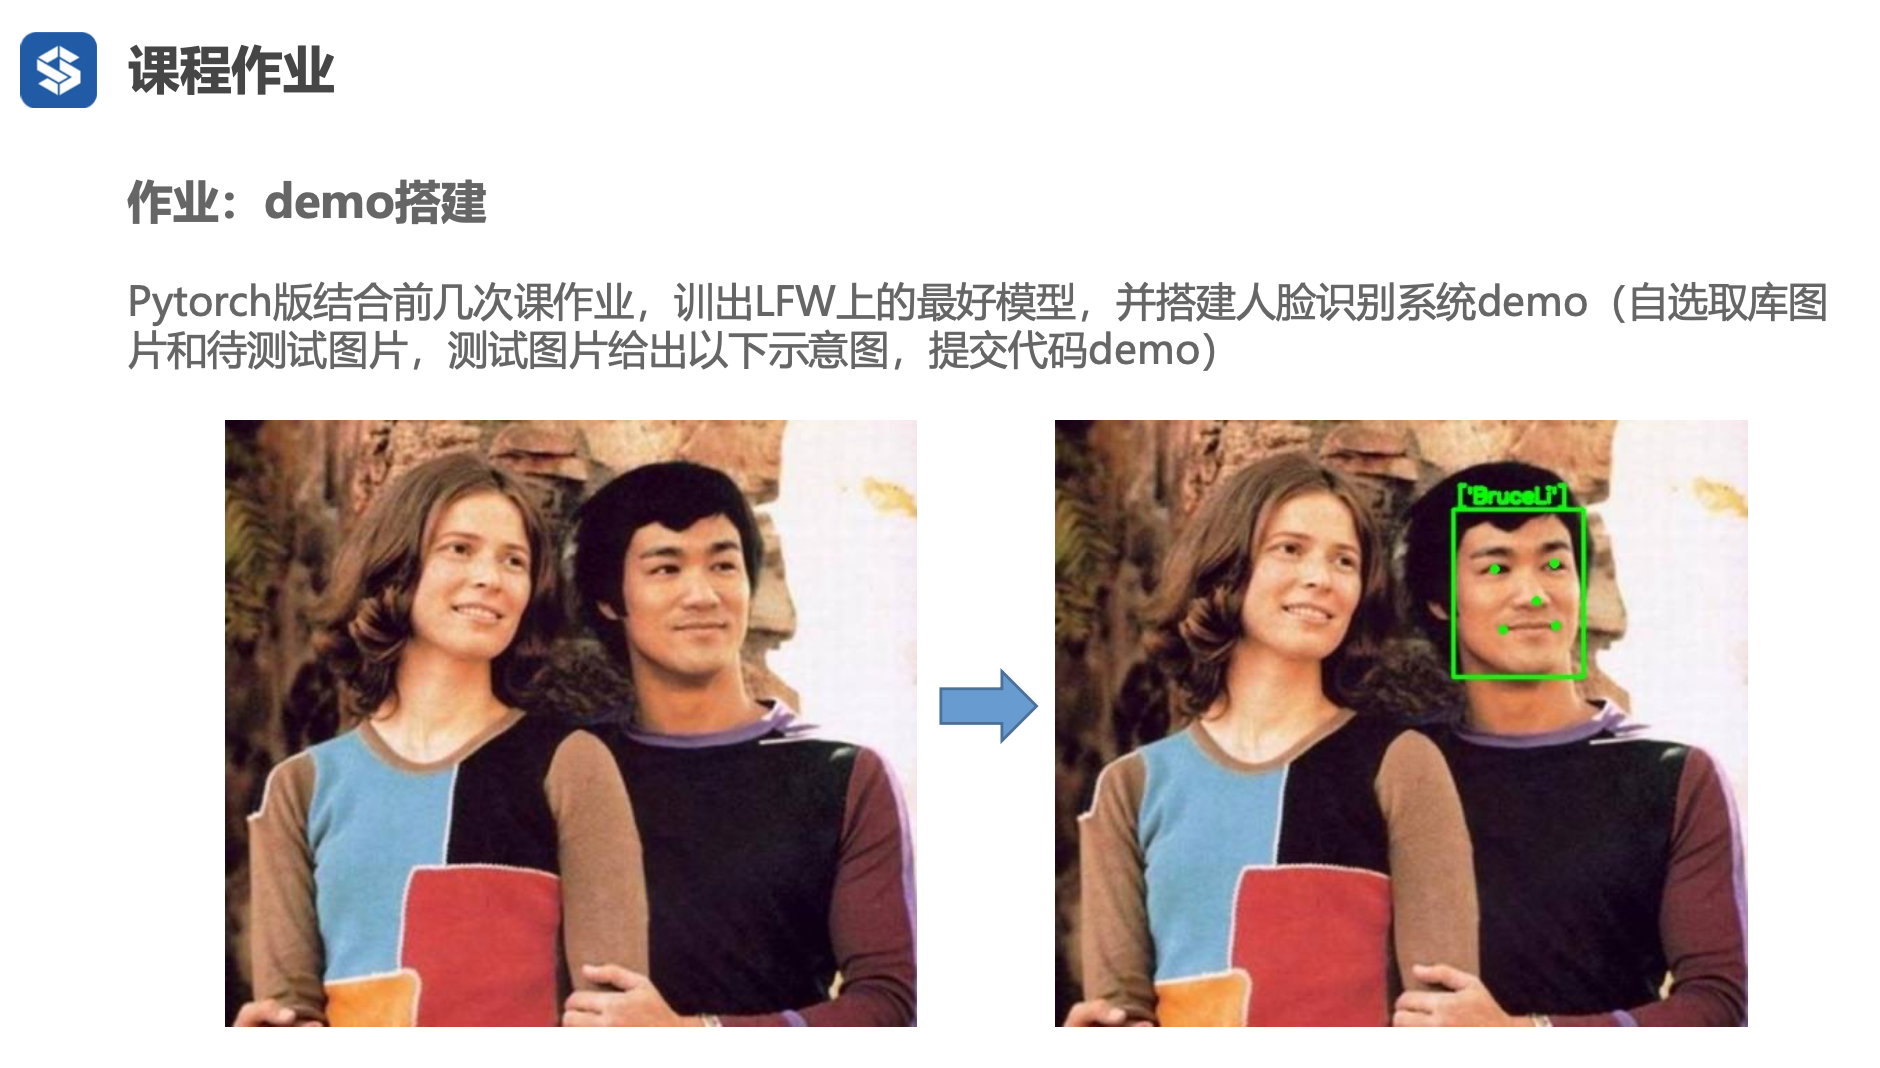 课程作业
作业：demo搭建
Pytorch版结合前几次课作业，训出LFW上的最好模型，并搭建人脸识别系统demo（自选取库图
片和待测试图片，测试图片给出以下示意图，提交代码demo）
['BruceLi']